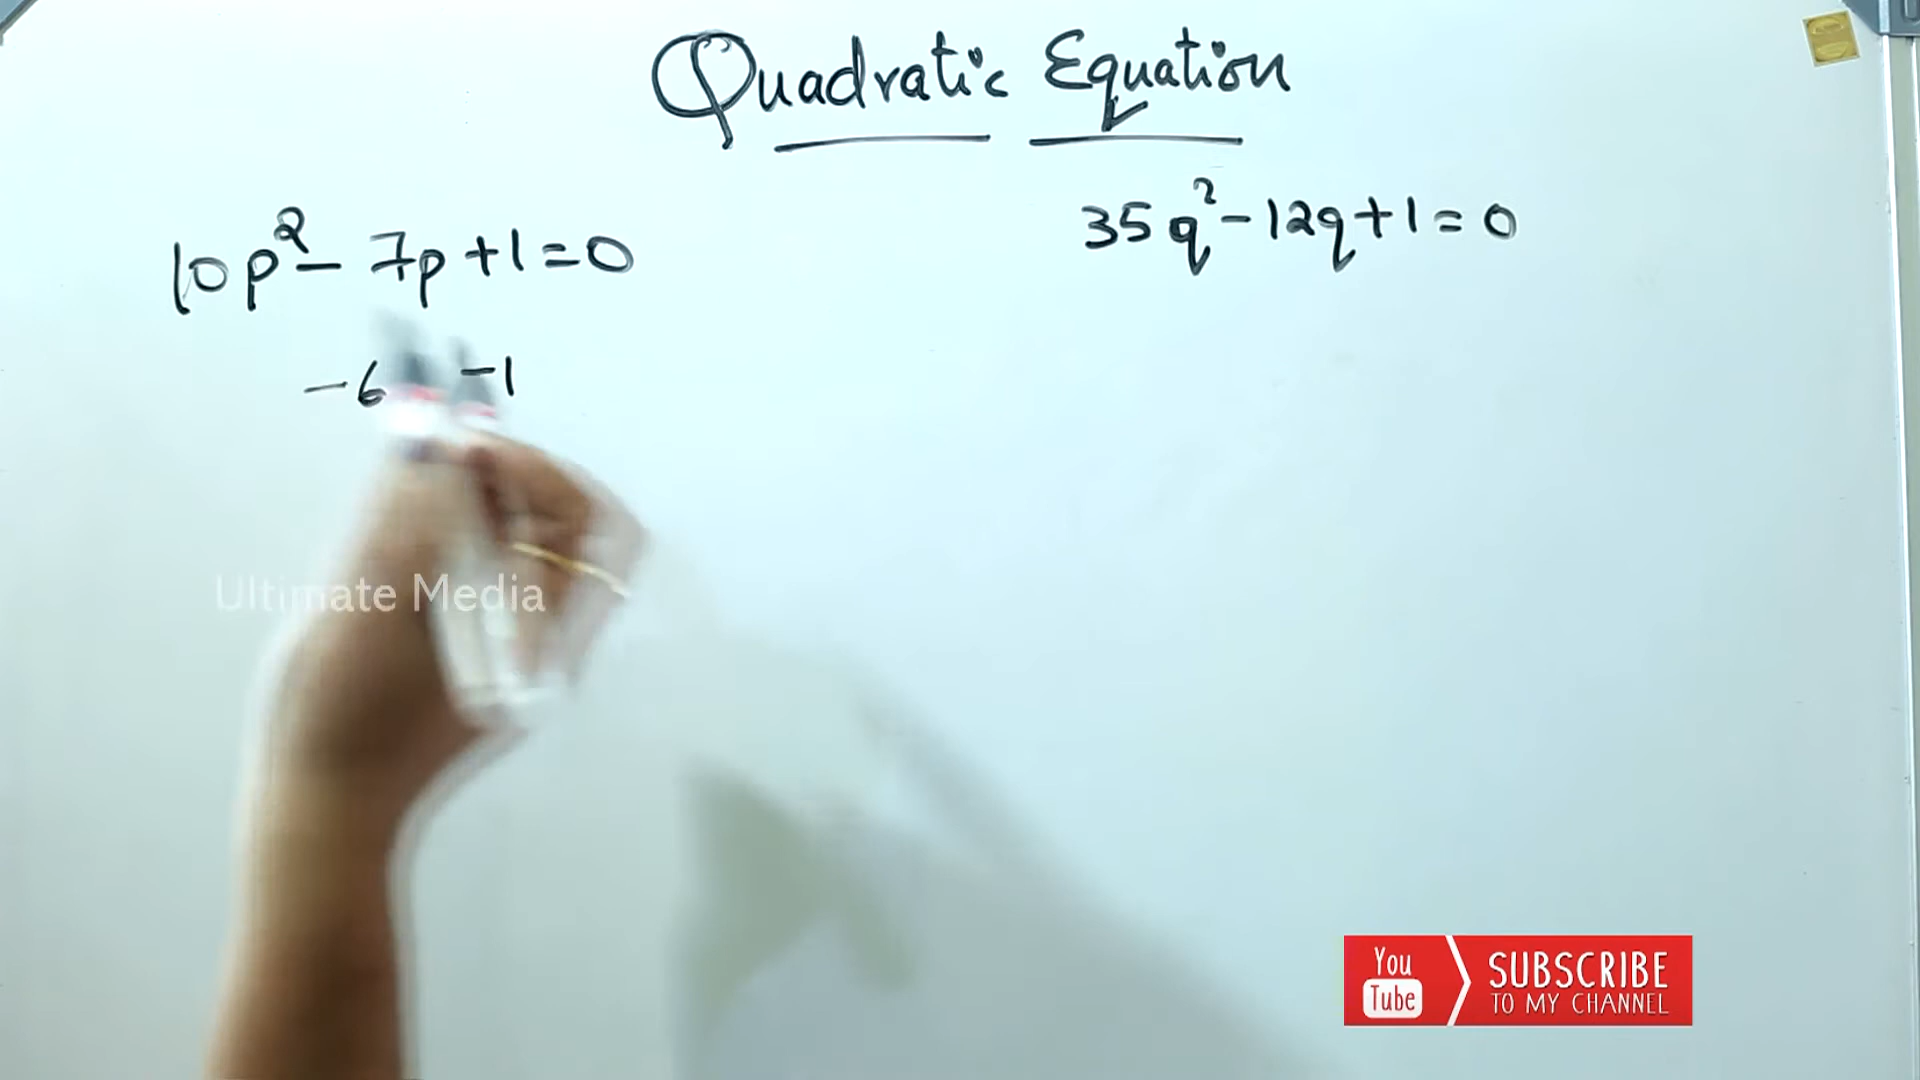 Quadratic Equation
10p² - 7p + 1 = 0
35q² - 12q + 1 = 0
-6 -1
Ultimate Media
You Tube
SUBSCRIBE
TO MY CHANNEL